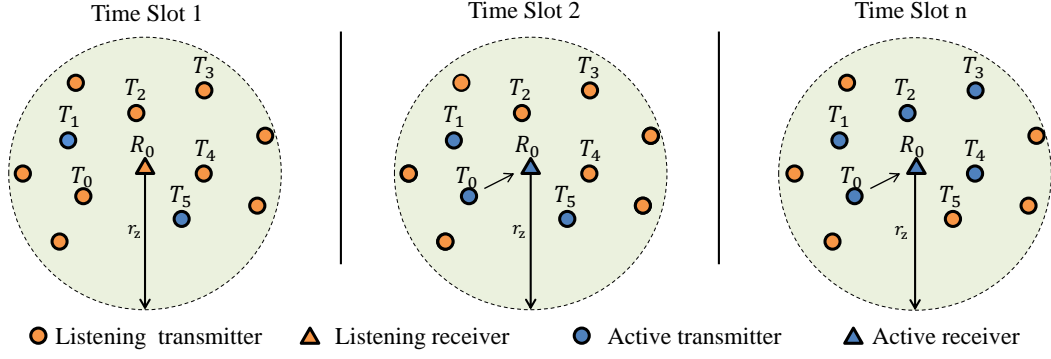 Time Slot 1
T3
T2
T1
R0
T4
T0
T5
rz
Time Slot 2
T3
T2
T1
R0
T4
T0
T5
rz
Time Slot n
T3
T2
T1
R0
T4
T0
T5
rz
Listening transmitter
Listening receiver
Active transmitter
Active receiver